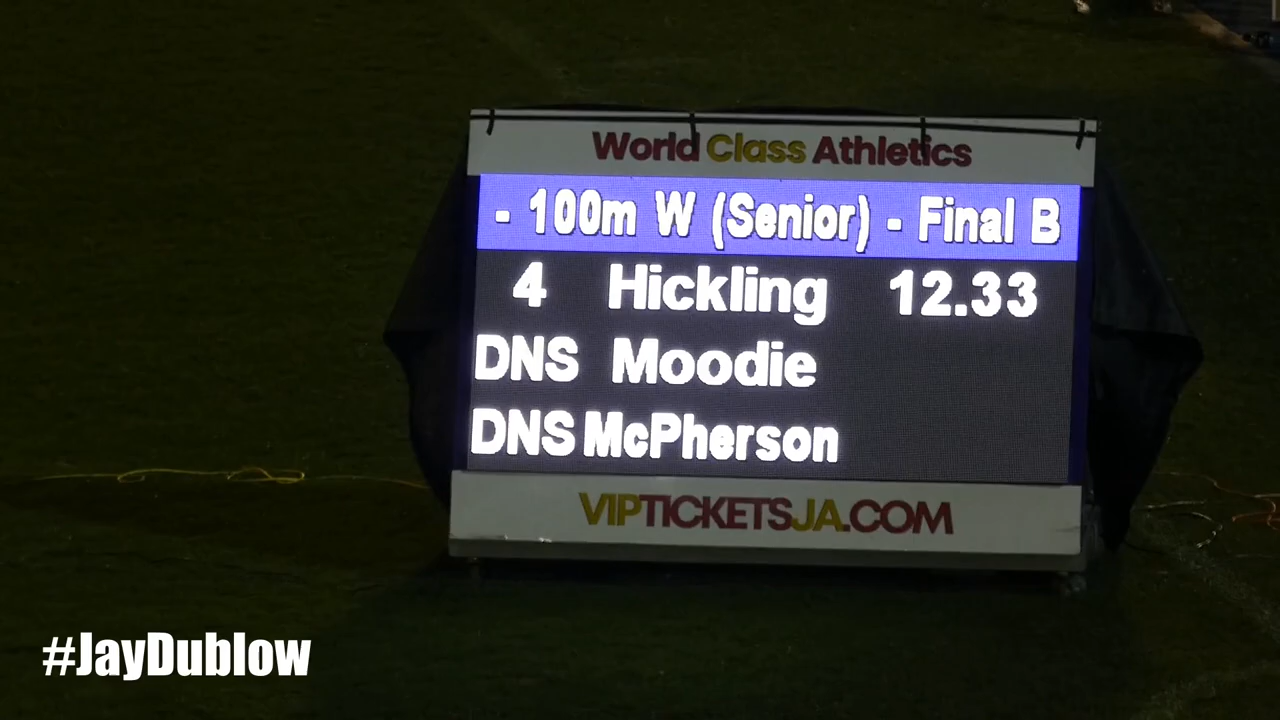 World Class Athletics
- 100m W (Senior) - Final B
4 Hickling 12.33
DNS Moodie
DNS McPherson
VIPTICKETSJA.COM
#JayDublow